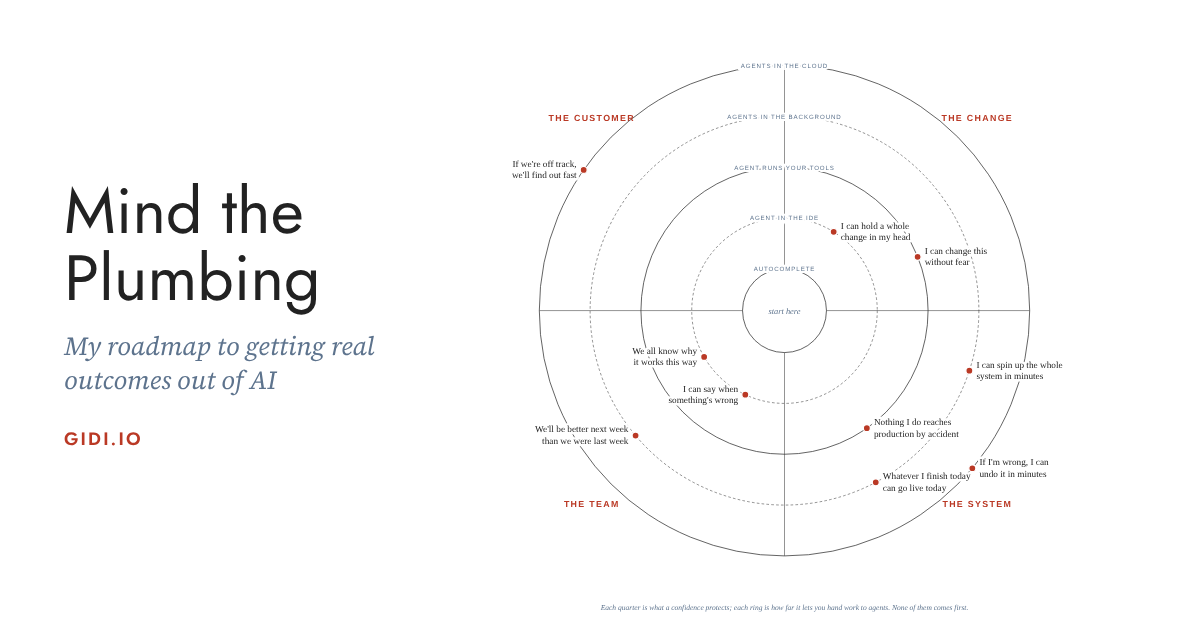 Mind the
Plumbing
My roadmap to getting real
outcomes out of AI
GIDI.IO
AGENTS IN THE CLOUD
THE CUSTOMER
AGENTS IN THE BACKGROUND
THE CHANGE
If we're off track,
we'll find out fast
AGENT RUNS YOUR TOOLS
AGENT IN THE IDE
I can hold a whole
change in my head
I can change this
without fear
AUTOCOMPLETE
start here
We all know why
it works this way
I can spin up the whole
system in minutes
I can say when
something's wrong
We'll be better next week
than we were last week
Nothing I do reaches
production by accident
If I'm wrong, I can
undo it in minutes
Whatever I finish today
can go live today
THE TEAM
THE SYSTEM
Each quarter is what a confidence protects; each ring is how far it lets you hand work to agents. None of them comes first.